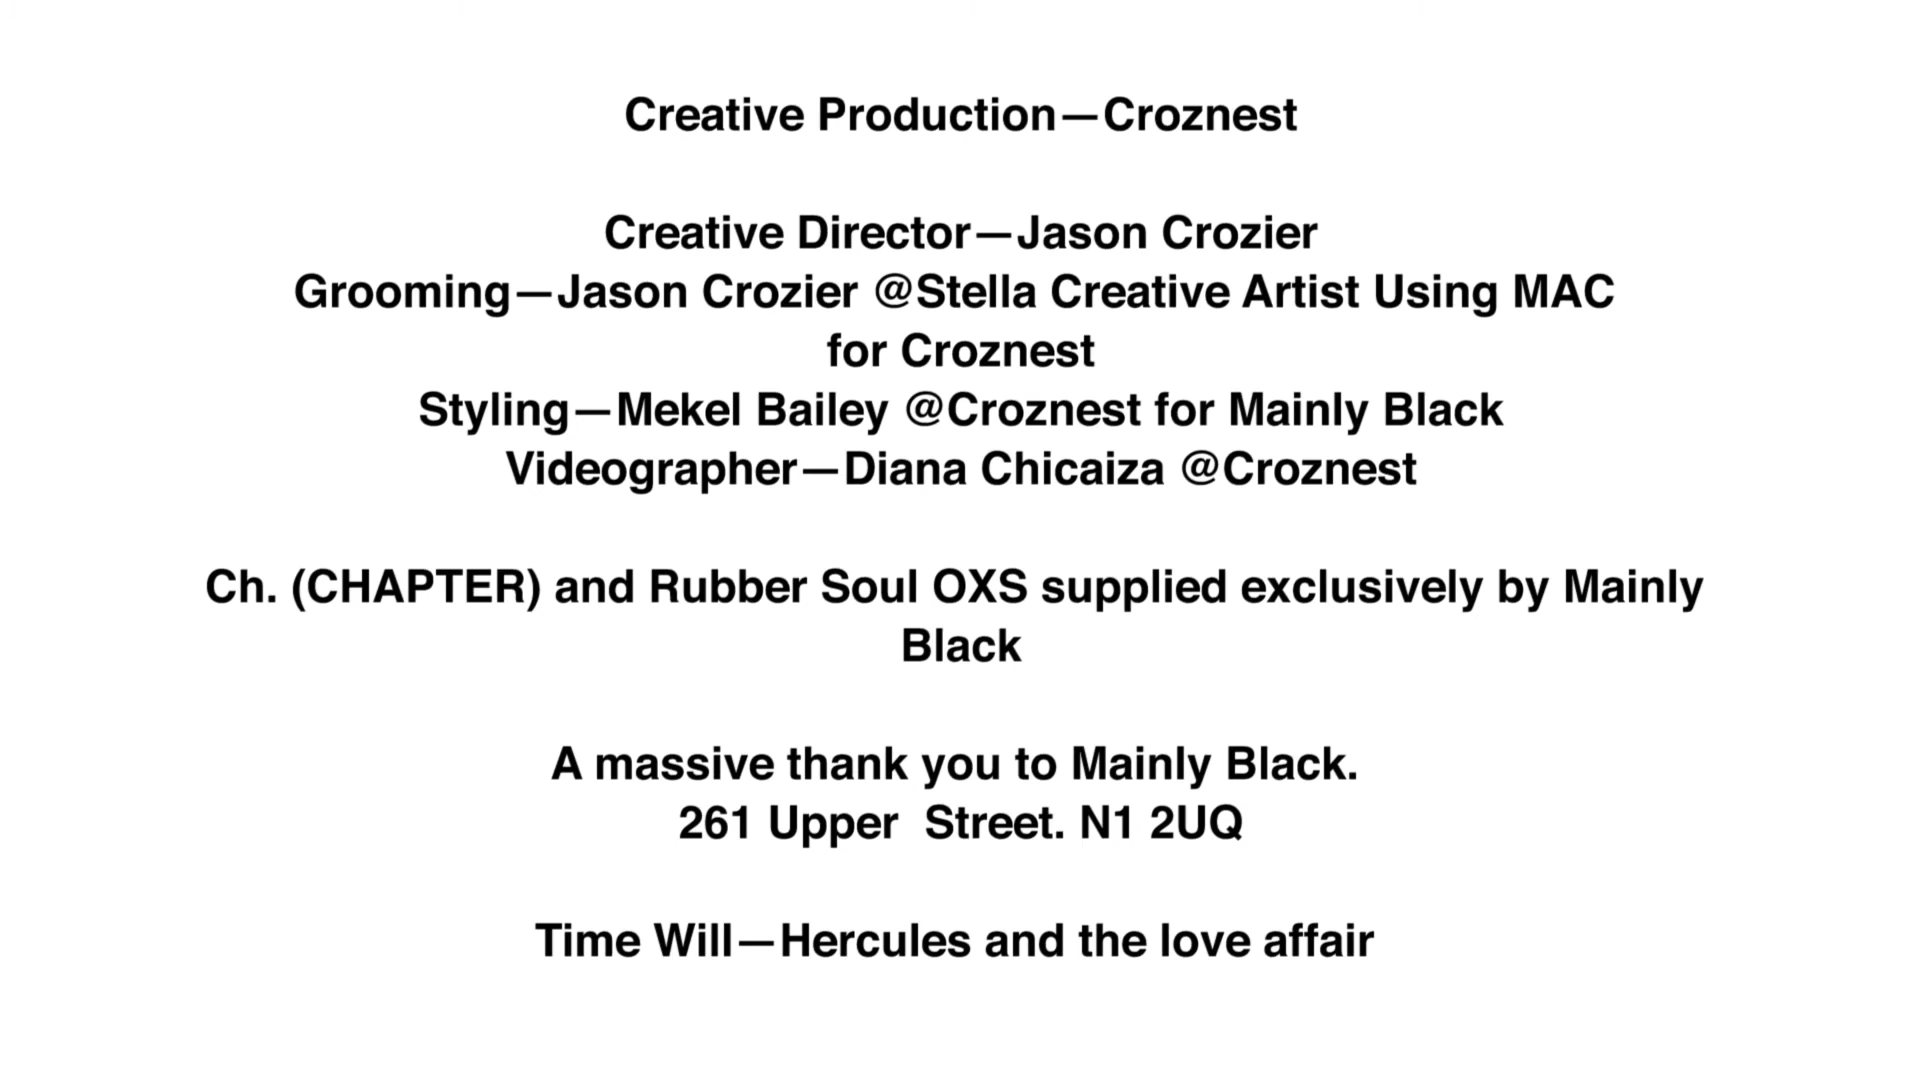 Creative Production—Croznest
Creative Director—Jason Crozier
Grooming—Jason Crozier @Stella Creative Artist Using MAC
for Croznest
Styling—Mekel Bailey @Croznest for Mainly Black
Videographer—Diana Chicaiza @Croznest
Ch. (CHAPTER) and Rubber Soul OXS supplied exclusively by Mainly
Black
A massive thank you to Mainly Black.
261 Upper  Street. N1 2UQ
Time Will—Hercules and the love affair